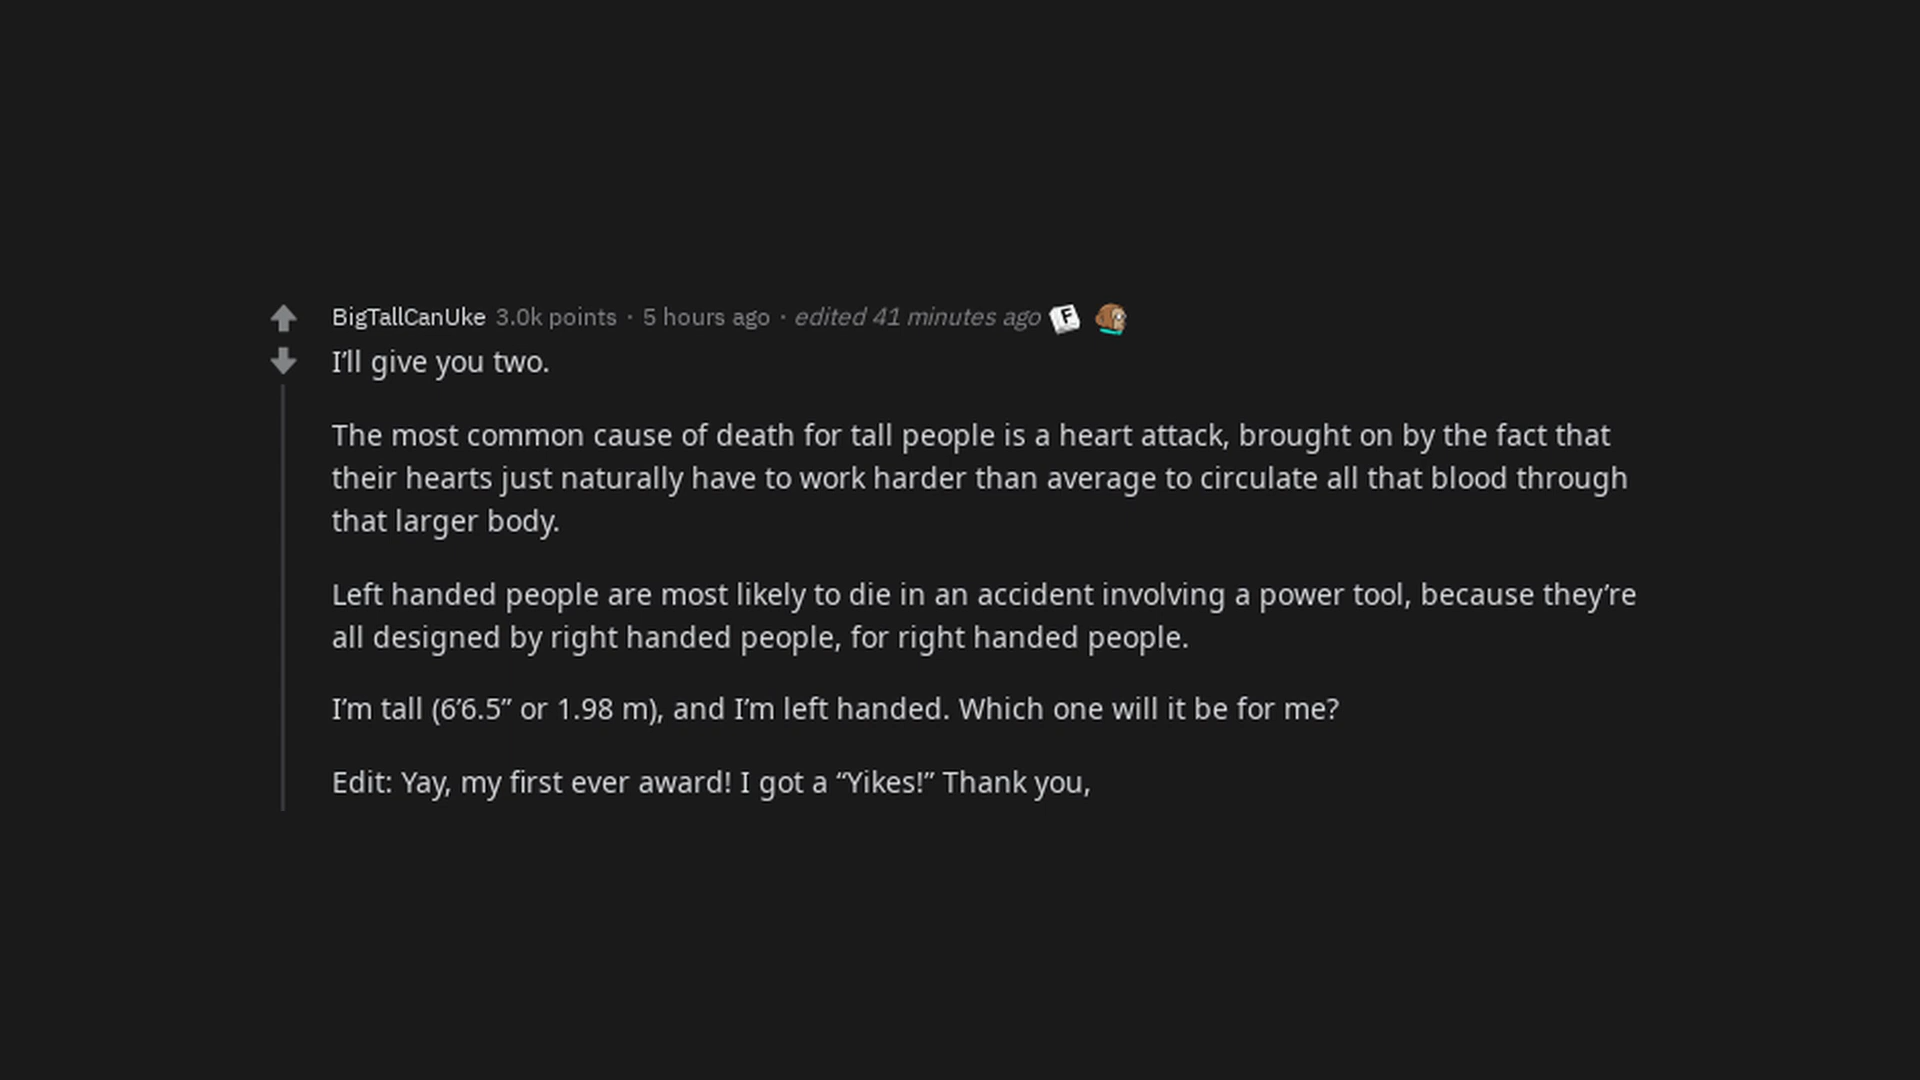 BigTallCanUke 3.0k points · 5 hours ago · edited 41 minutes ago F
I’ll give you two.
The most common cause of death for tall people is a heart attack, brought on by the fact that
their hearts just naturally have to work harder than average to circulate all that blood through
that larger body.
Left handed people are most likely to die in an accident involving a power tool, because they’re
all designed by right handed people, for right handed people.
I’m tall (6’6.5” or 1.98 m), and I’m left handed. Which one will it be for me?
Edit: Yay, my first ever award! I got a “Yikes!” Thank you,